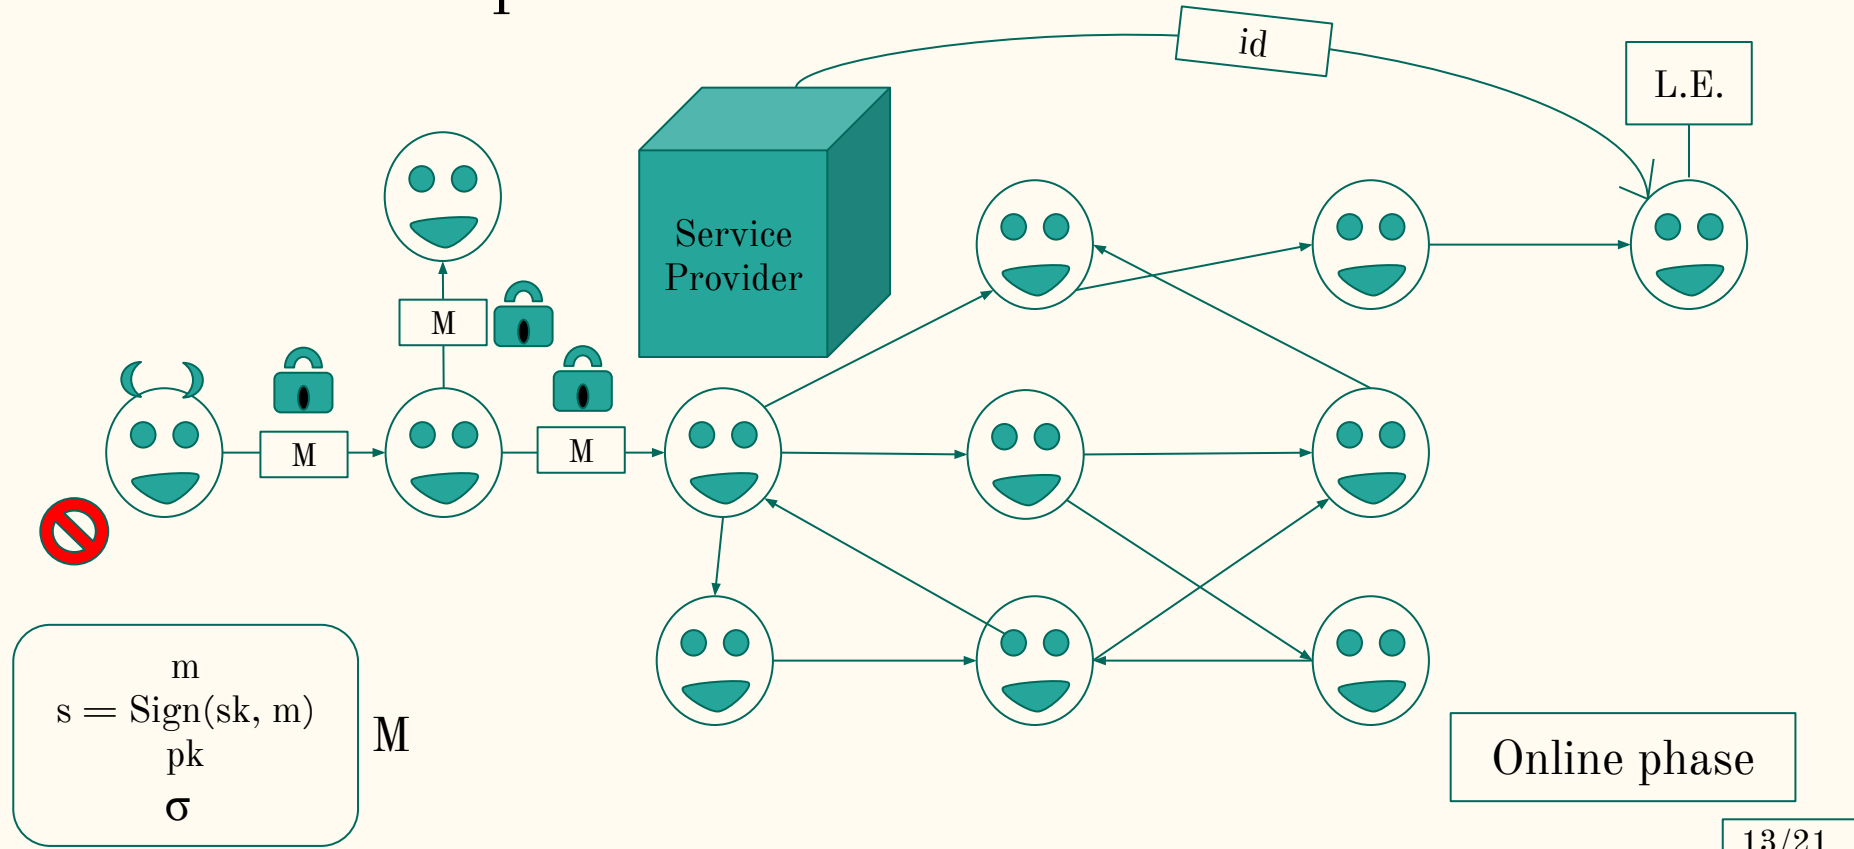 id
L.E.
Service
Provider
M
M
M
m
s = Sign(sk, m)
pk
σ
M
Online phase
13/21